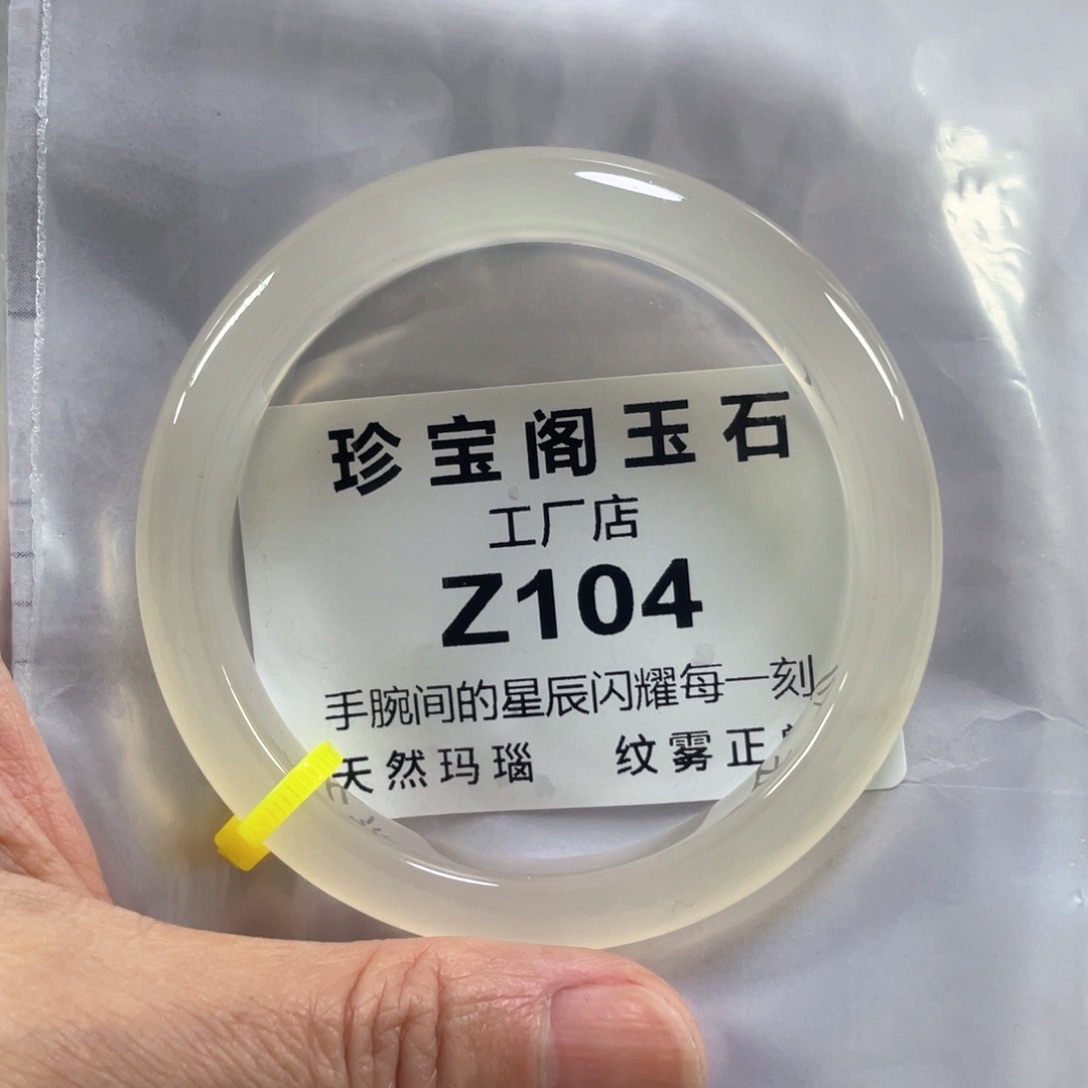 珍宝阁玉石
工厂店
Z104
手腕间的星辰闪耀每一刻
天然玛瑙 纹雾正